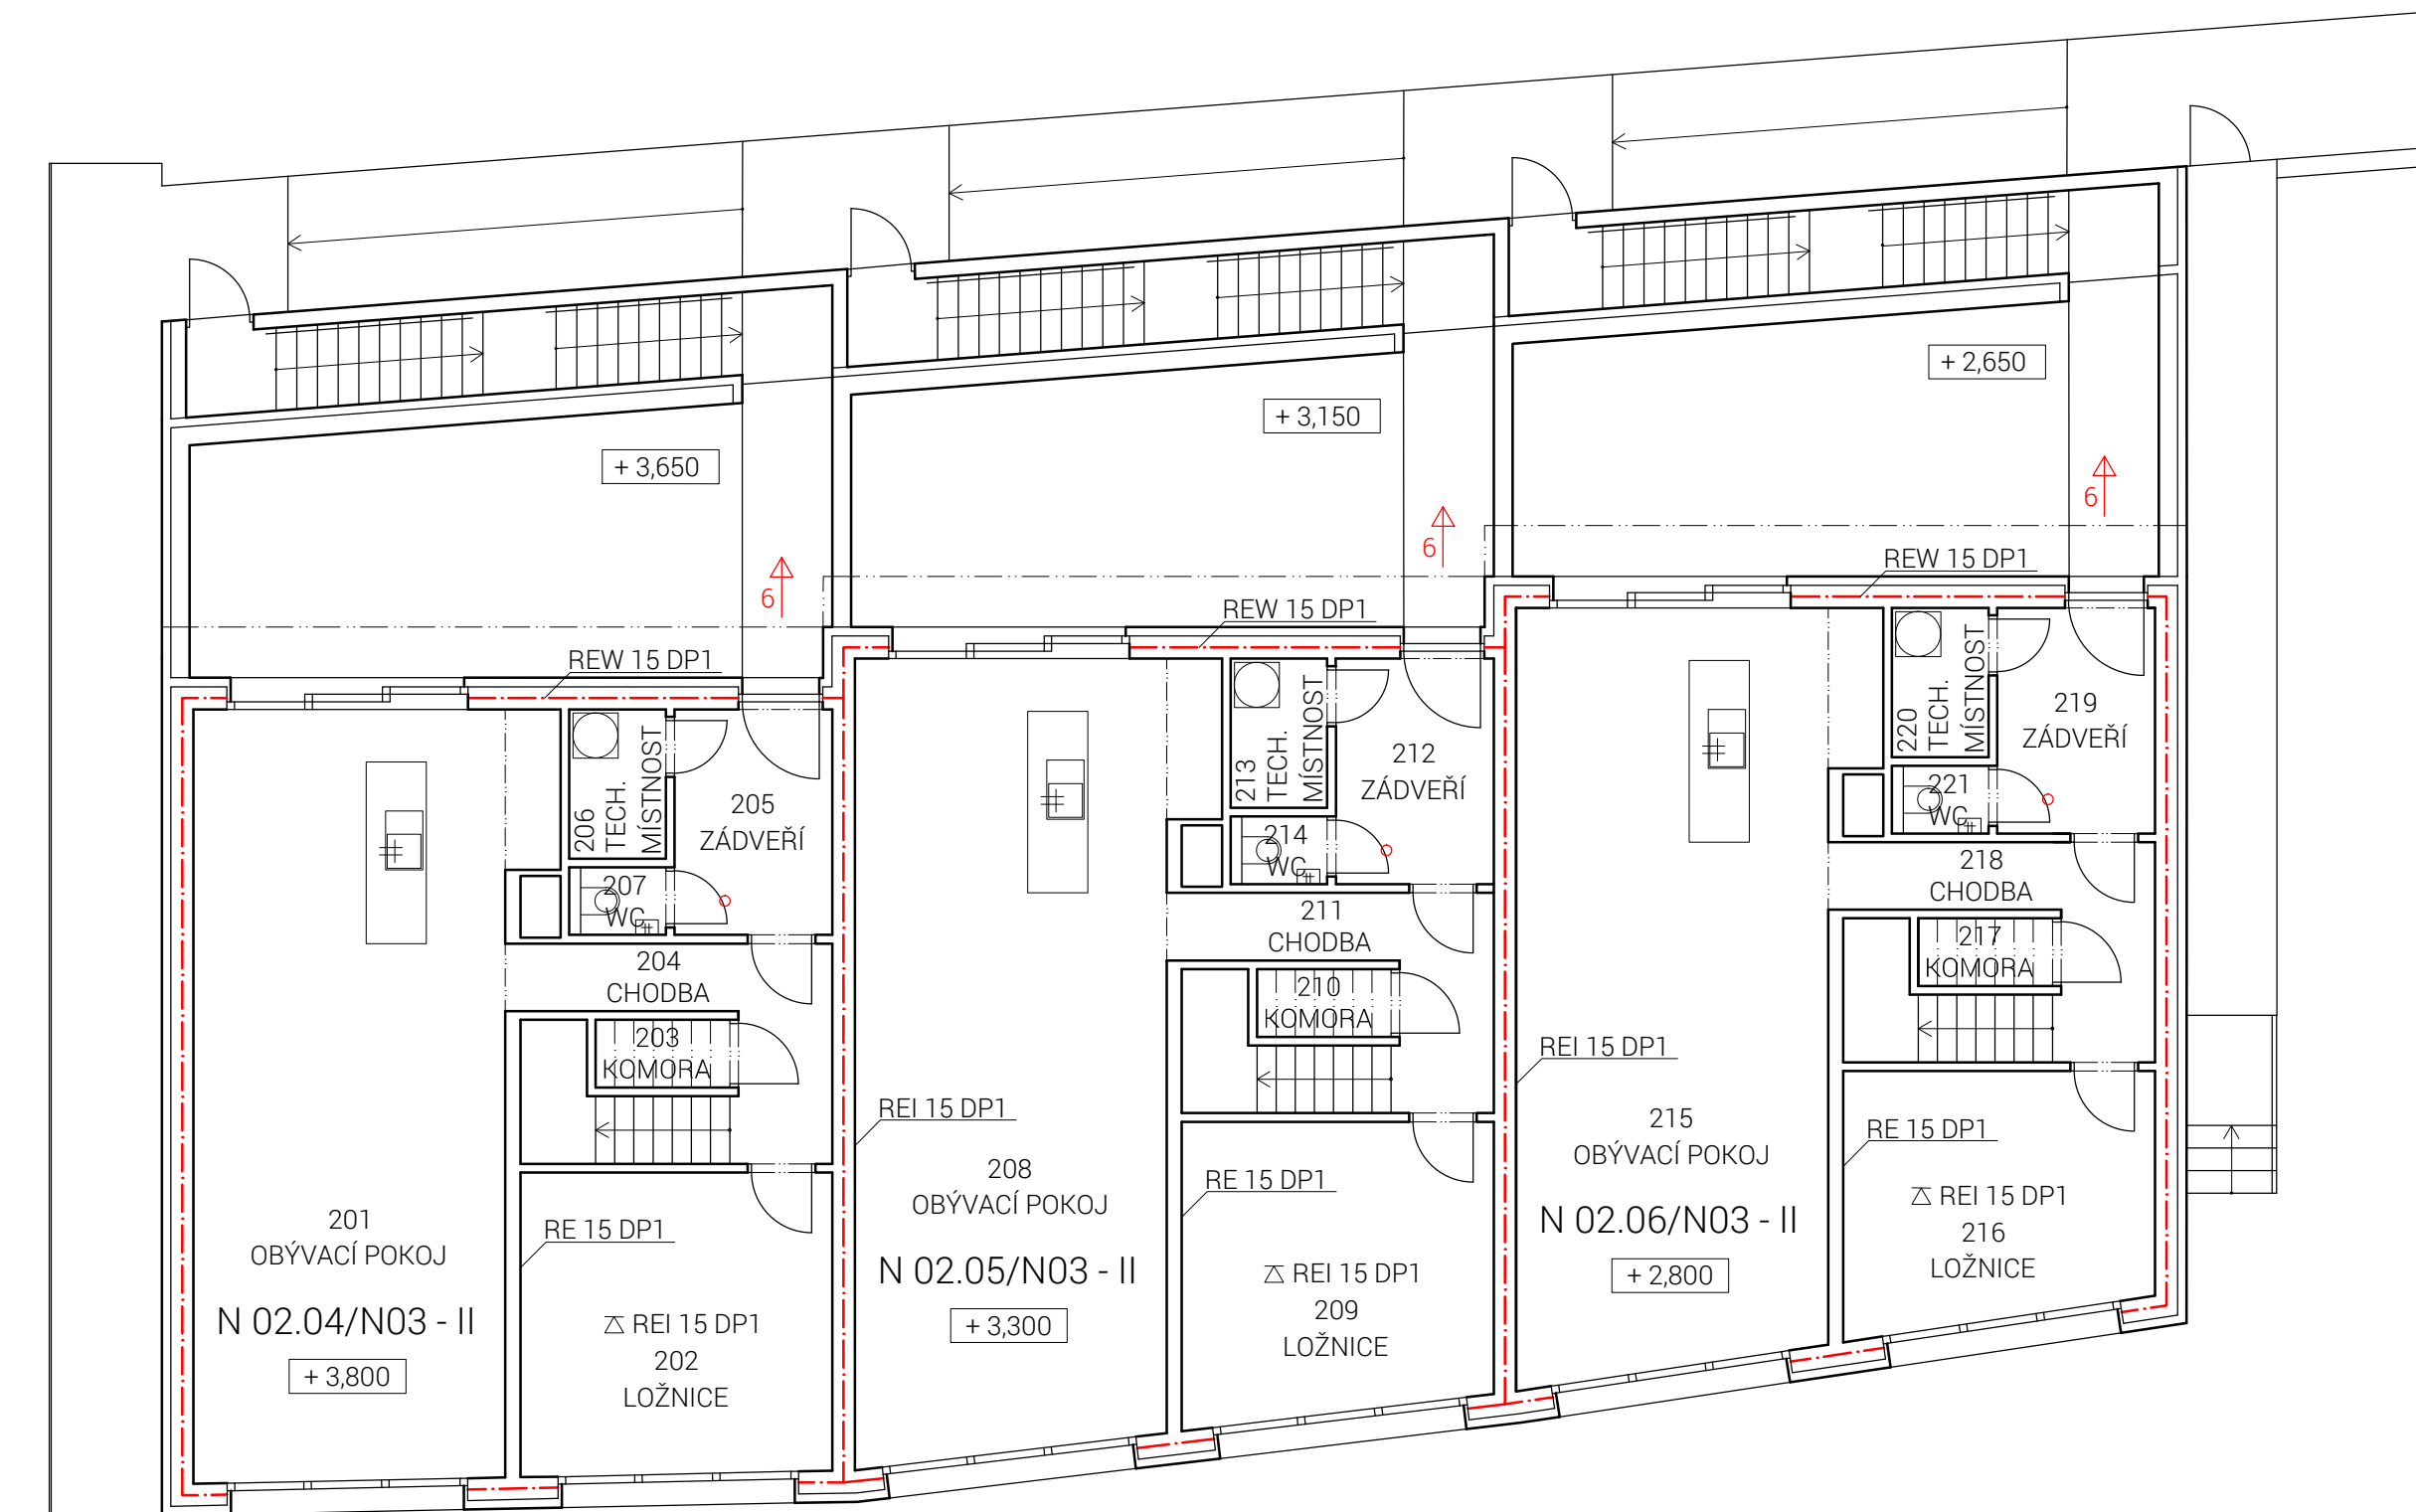 + 3,650
6
REW 15 DP1
206
TECH.
MÍSTNOST
205
ZÁDVEŘÍ
207
WC
204
CHODBA
203
KOMORA
201
OBÝVACÍ POKOJ
N 02.04/N03 - II
+ 3,800
RE 15 DP1
REI 15 DP1
202
LOŽNICE
+ 3,150
6
REW 15 DP1
213
TECH.
MÍSTNOST
212
ZÁDVEŘÍ
214
WC
211
CHODBA
210
KOMORA
REI 15 DP1
208
OBÝVACÍ POKOJ
N 02.05/N03 - II
+ 3,300
RE 15 DP1
REI 15 DP1
209
LOŽNICE
+ 2,650
6
REW 15 DP1
220
TECH.
MÍSTNOST
219
ZÁDVEŘÍ
221
WC
218
CHODBA
217
KOMORA
REI 15 DP1
215
OBÝVACÍ POKOJ
N 02.06/N03 - II
+ 2,800
RE 15 DP1
REI 15 DP1
216
LOŽNICE